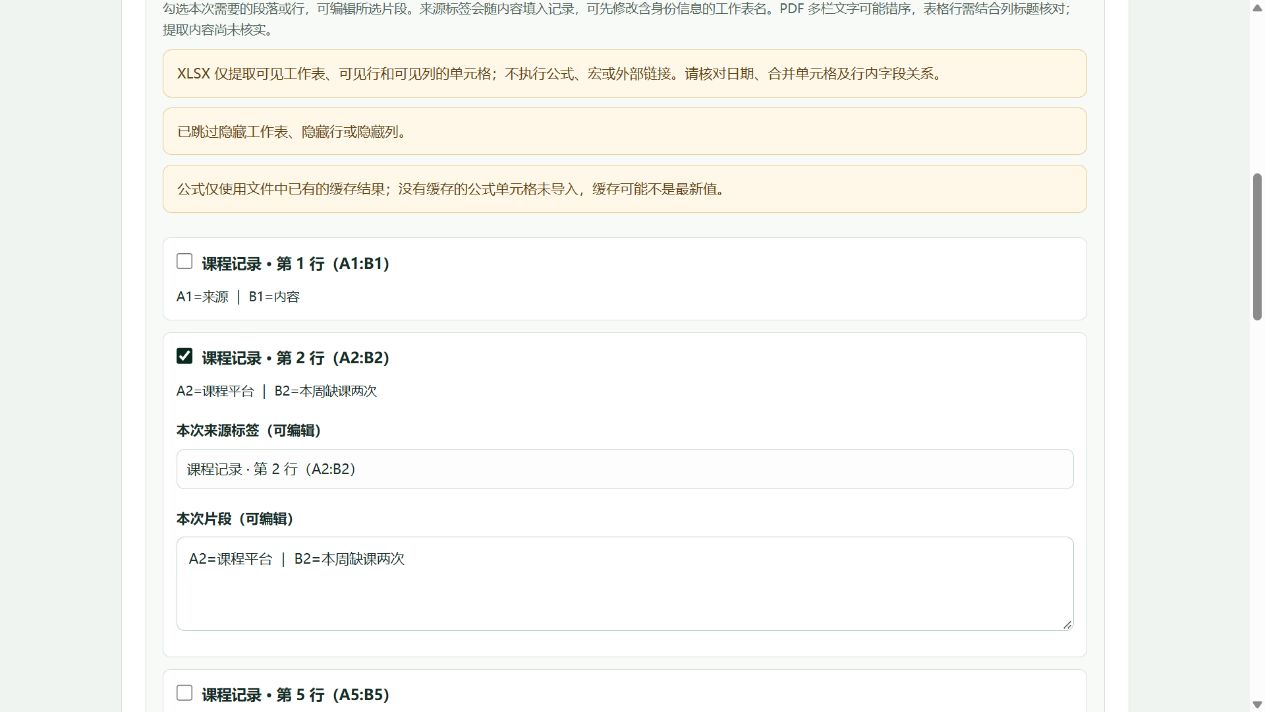 勾选本次需要的段落或行，可编辑所选片段。来源标签会随内容填入记录，可先修改含身份信息的工作表名。PDF 多栏文字可能错序，表格行需结合列标题核对；
提取内容尚未核实。
XLSX 仅提取可见工作表、可见行和可见列的单元格；不执行公式、宏或外部链接。请核对日期、合并单元格及行内字段关系。
已跳过隐藏工作表、隐藏行或隐藏列。
公式仅使用文件中已有的缓存结果；没有缓存的公式单元格未导入，缓存可能不是最新值。
课程记录 · 第 1 行（A1:B1）
A1=来源 ｜ B1=内容
课程记录 · 第 2 行（A2:B2）
A2=课程平台 ｜ B2=本周缺课两次
本次来源标签（可编辑）
课程记录 · 第 2 行（A2:B2）
本次片段（可编辑）
A2=课程平台 ｜ B2=本周缺课两次
课程记录 · 第 5 行（A5:B5）